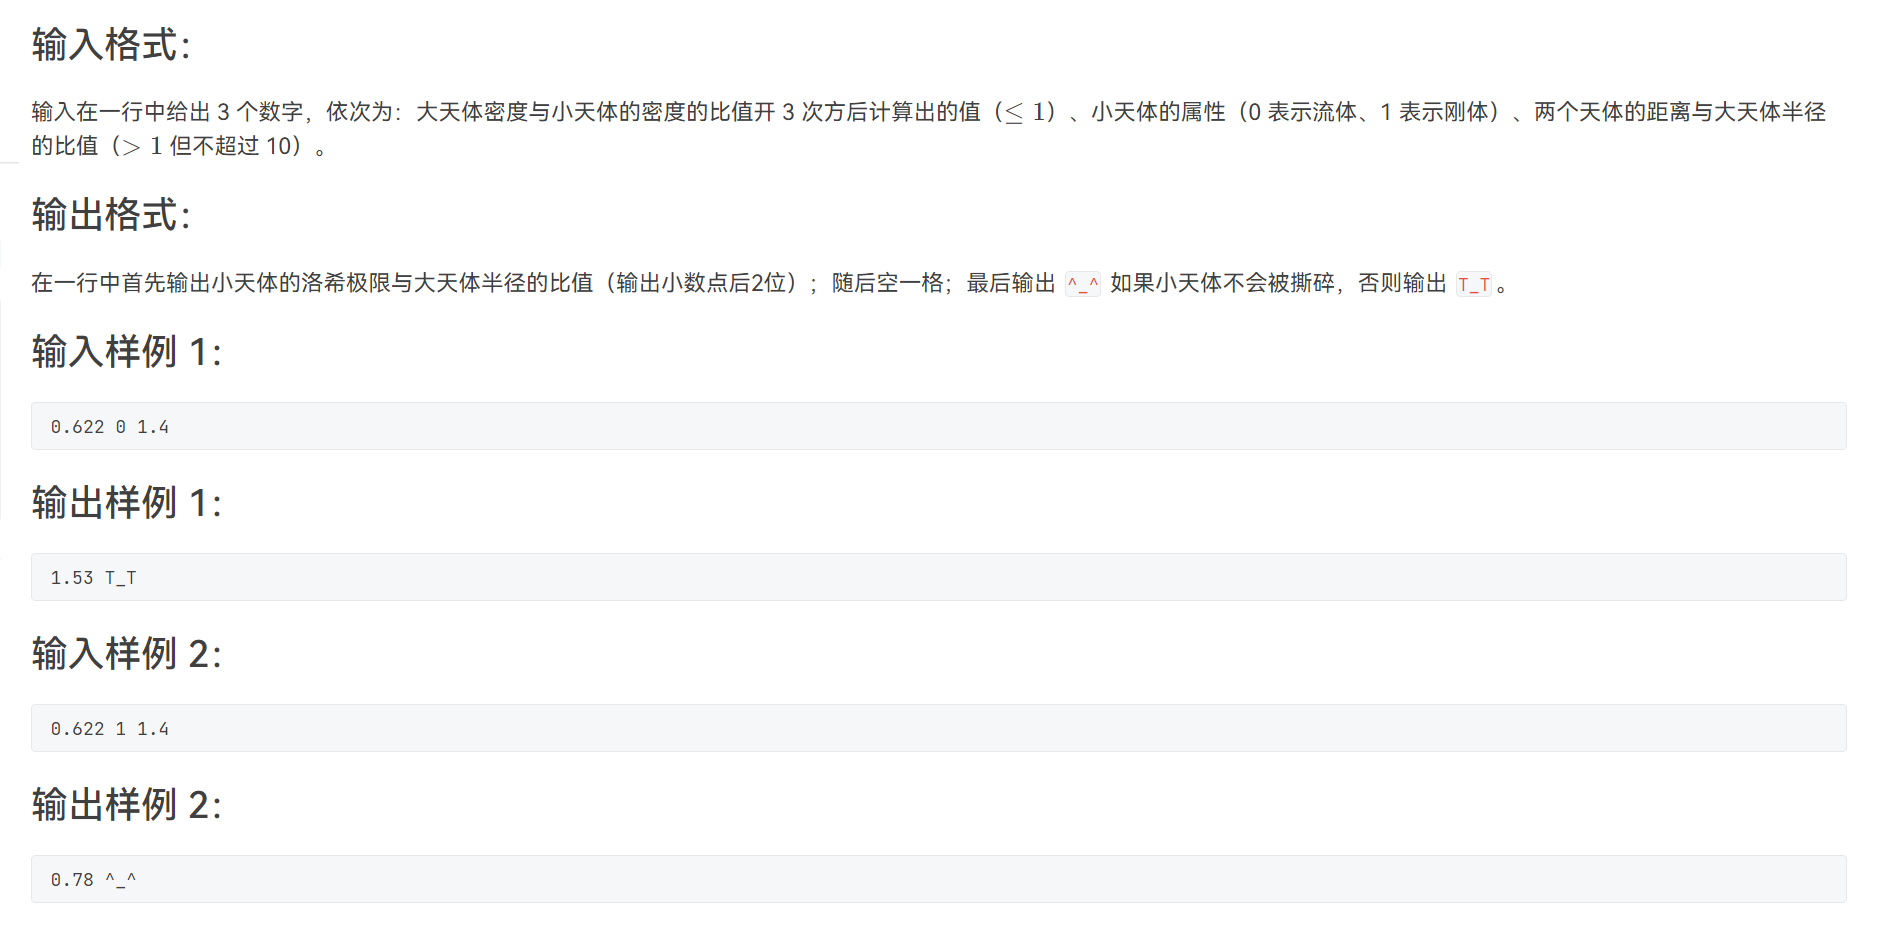 输入格式：
输入在一行中给出 3 个数字，依次为：大天体密度与小天体的密度的比值开 3 次方后计算出的值（≤ 1）、小天体的属性（0 表示流体、1 表示刚体）、两个天体的距离与大天体半径
的比值（> 1 但不超过 10）。
输出格式：
在一行中首先输出小天体的洛希极限与大天体半径的比值（输出小数点后2位）；随后空一格；最后输出 ^_^ 如果小天体不会被撕碎，否则输出 T_T 。
输入样例 1：
0.622 0 1.4
输出样例 1：
1.53 T_T
输入样例 2：
0.622 1 1.4
输出样例 2：
0.78 ^_^